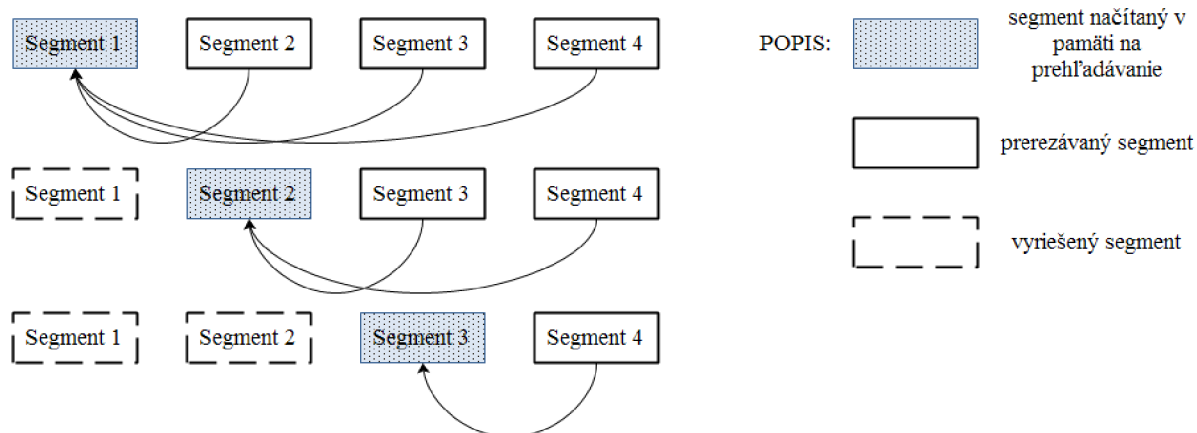 Segment 1 Segment 2 Segment 3 Segment 4
POPIS:
segment načítaný v
pamäti na
prehľadávanie
prerezávaný segment
Segment 1 Segment 2 Segment 3 Segment 4
vyriešený segment
Segment 1 Segment 2 Segment 3 Segment 4